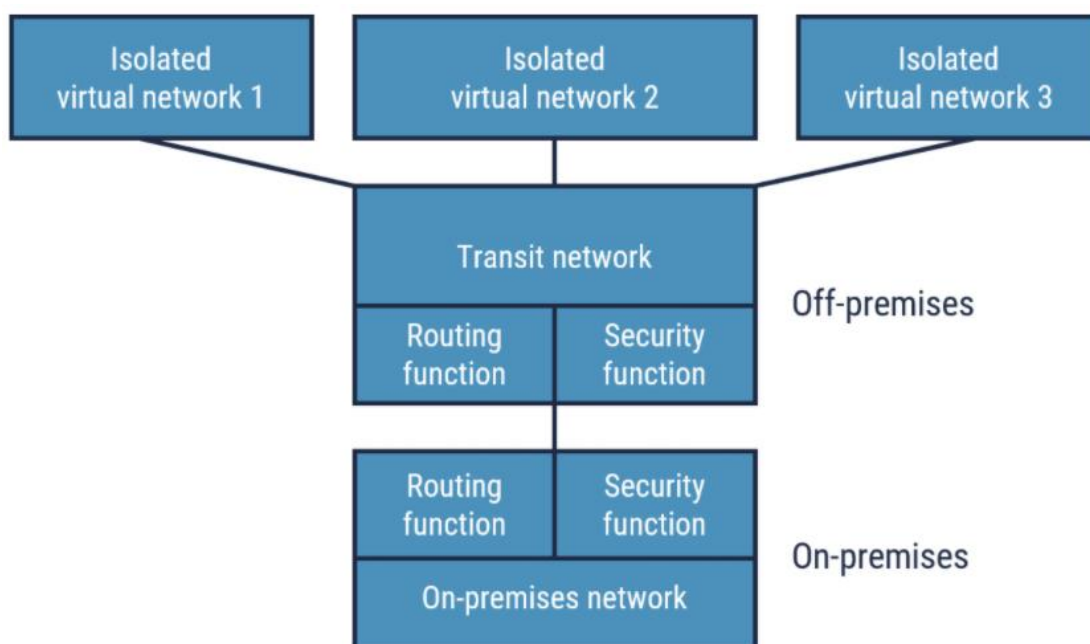 Isolated
virtual network 1
Isolated
virtual network 2
Isolated
virtual network 3
Transit network
Off-premises
Routing
function
Security
function
Routing
function
Security
function
On-premises
On-premises network